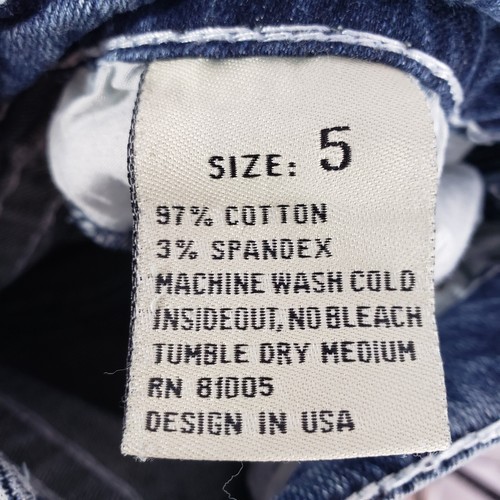 SIZE: 5
97% COTTON
3% SPANDEX
MACHINE WASH COLD
INSIDEOUT, NO BLEACH
TUMBLE DRY MEDIUM
RN 81005
DESIGN IN USA